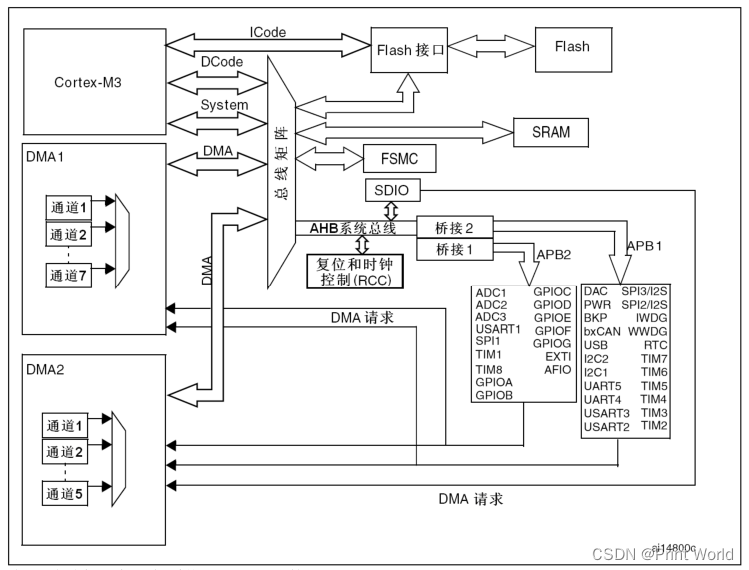 ICode
Cortex-M3
DCode
System
Flash 接口
Flash
SRAM
总线矩阵
DMA
FSMC
DMA1
通道1
通道2
通道7
SDIO
AHB系统总线
桥接2
桥接1
APB2
APB1
复位和时钟
控制(RCC)
DMA
DMA 请求
ADC1 GPIOC
ADC2 GPIOD
ADC3 GPIOE
USART1 GPIOF
SPI1 GPIOG
TIM1 EXTI
TIM8 AFIO
GPIOA
GPIOB
DAC SPI3/I2S
PWR SPI2/I2S
BKP IWDG
bxCAN WWDG
USB RTC
I2C2 TIM7
I2C1 TIM6
UART5 TIM5
UART4 TIM4
USART3 TIM3
USART2 TIM2
DMA2
通道1
通道2
通道5
DMA 请求
ai14800c
CSDN @Print World